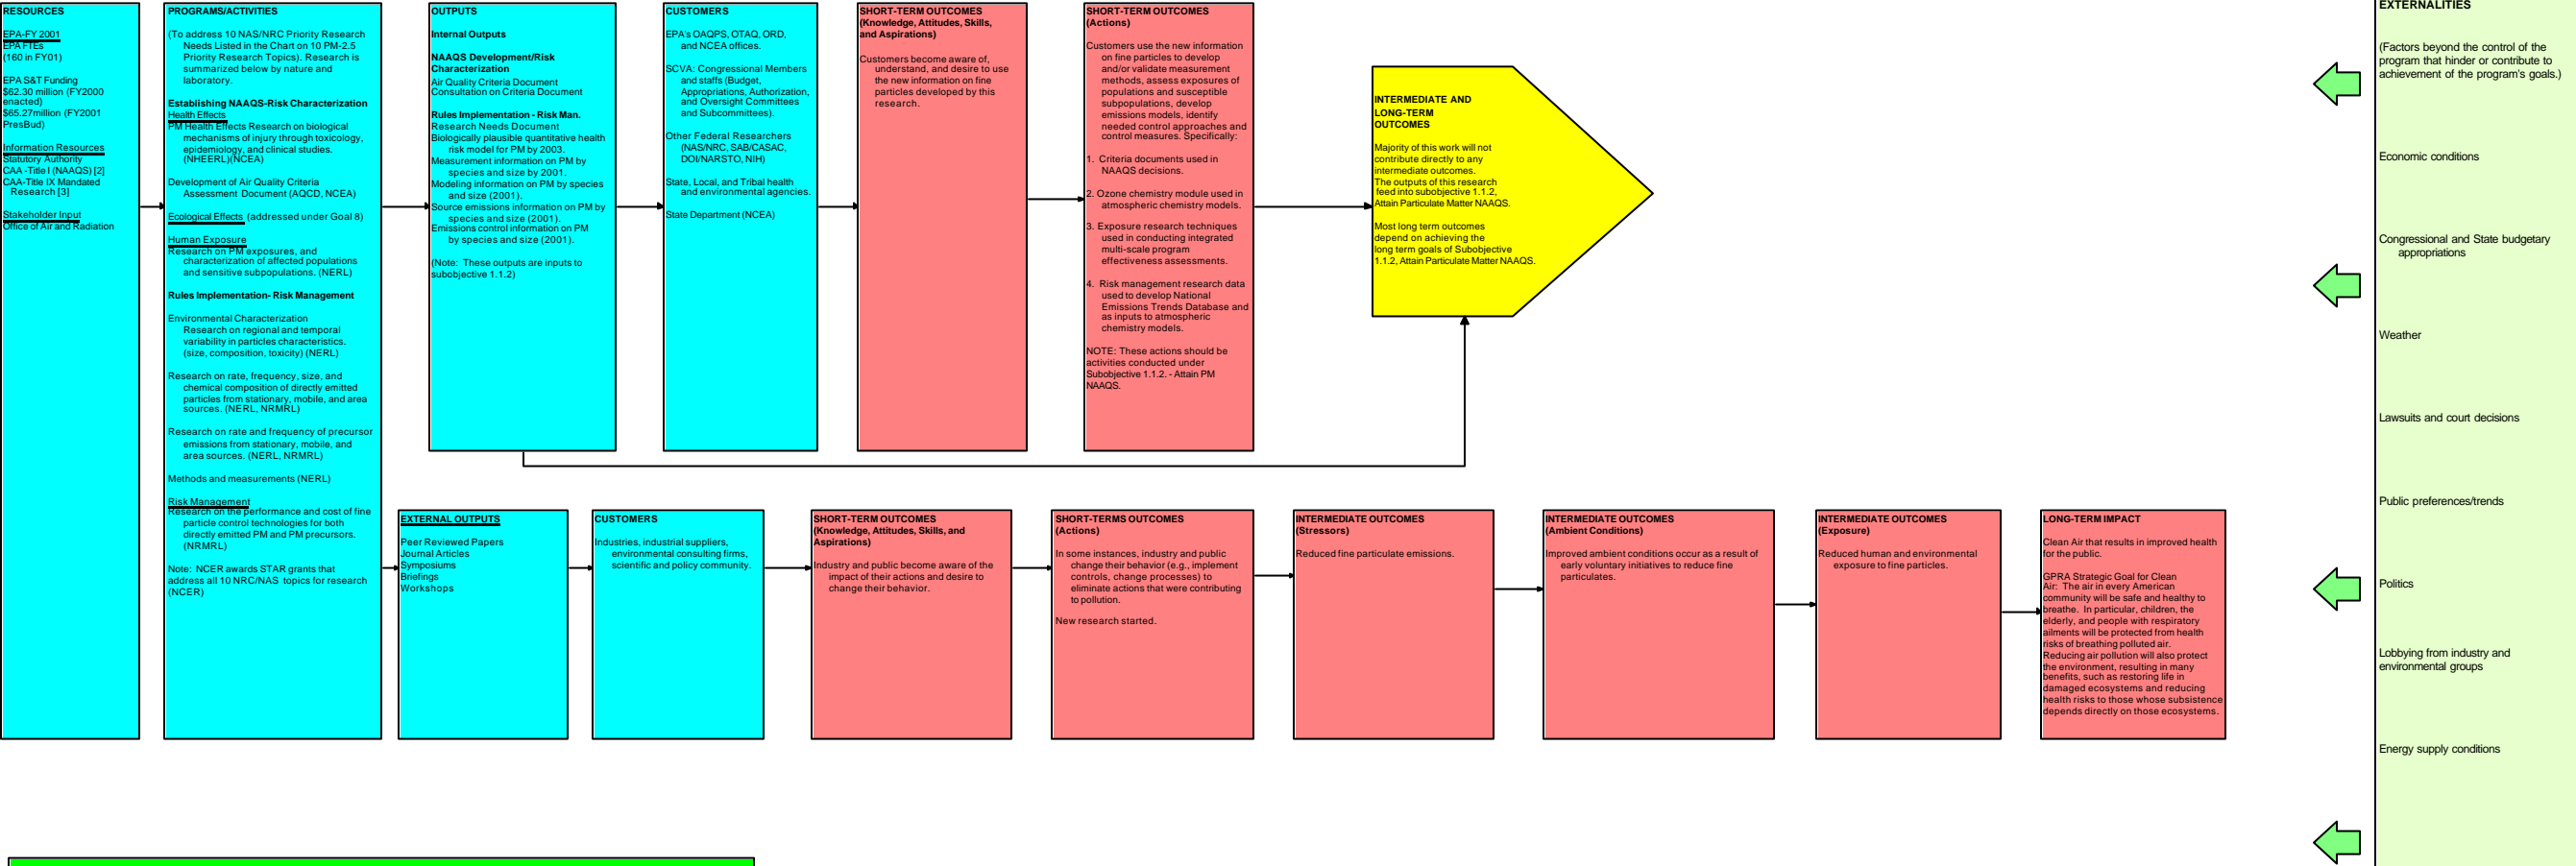 RESOURCES
EPA-FY 2001
EPA FTEs
(160 in FY01)
EPA S&T Funding
$62.30 million (FY2000
enacted)
$65.27million (FY2001
PresBud)
Information Resources
Statutory Authority
CAA -Title I (NAAQS) [2]
CAA-Title IX Mandated
Research [3]
Stakeholder Input
Office of Air and Radiation
PROGRAMS/ACTIVITIES
(To address 10 NAS/NRC Priority Research
Needs Listed in the Chart on 10 PM-2.5
Priority Research Topics). Research is
summarized below by nature and
laboratory.
Establishing NAAQS-Risk Characterization
Health Effects
PM Health Effects Research on biological
mechanisms of injury through toxicology,
epidemiology, and clinical studies.
(NHEERL)(NCEA)
Development of Air Quality Criteria
Assessment Document (AQCD, NCEA)
Ecological Effects (addressed under Goal 8)
Human Exposure
Research on PM exposures, and
characterization of affected populations
and sensitive subpopulations. (NERL)
Rules Implementation- Risk Management
Environmental Characterization
Research on regional and temporal
variability in particles characteristics.
(size, composition, toxicity) (NERL)
Research on rate, frequency, size, and
chemical composition of directly emitted
particles from stationary, mobile, and area
sources. (NERL, NRMRL)
Research on rate and frequency of precursor
emissions from stationary, mobile, and
area sources. (NERL, NRMRL)
Methods and measurements (NERL)
Risk Management
Research on the performance and cost of fine
particle control technologies for both
directly emitted PM and PM precursors.
(NRMRL)
Note: NCER awards STAR grants that
address all 10 NRC/NAS topics for research
(NCER)
OUTPUTS
Internal Outputs
NAAQS Development/Risk
Characterization
Air Quality Criteria Document
Consultation on Criteria Document
Rules Implementation - Risk Man.
Research Needs Document
Biologically plausible quantitative health
risk model for PM by 2003.
Measurement information on PM by
species and size by 2001.
Modeling information on PM by species
and size (2001).
Source emissions information on PM by
species and size (2001).
Emissions control information on PM
by species and size (2001).
(Note: These outputs are inputs to
subobjective 1.1.2)
CUSTOMERS
EPA's OAQPS, OTAQ, ORD,
and NCEA offices.
SCVA: Congressional Members
and staffs (Budget,
Appropriations, Authorization,
and Oversight Committees
and Subcommittees).
Other Federal Researchers
(NAS/NRC, SAB/CASAC,
DOI/NARSTO, NIH)
State, Local, and Tribal health
and environmental agencies.
State Department (NCEA)
SHORT-TERM OUTCOMES
(Knowledge, Attitudes, Skills,
and Aspirations)
Customers become aware of,
understand, and desire to use
the new information on fine
particles developed by this
research.
SHORT-TERM OUTCOMES
(Actions)
Customers use the new information
on fine particles to develop
and/or validate measurement
methods, assess exposures of
populations and susceptible
subpopulations, develop
emissions models, identify
needed control approaches and
control measures. Specifically:
1. Criteria documents used in
NAAQS decisions.
2. Ozone chemistry module used in
atmospheric chemistry models.
3. Exposure research techniques
used in conducting integrated
multi-scale program
effectiveness assessments.
4. Risk management research data
used to develop National
Emissions Trends Database and
as inputs to atmospheric
chemistry models.
NOTE: These actions should be
activities conducted under
Subobjective 1.1.2. - Attain PM
NAAQS.
INTERMEDIATE AND
LONG-TERM
OUTCOMES
Majority of this work will not
contribute directly to any
intermediate outcomes.
The outputs of this research
feed into subobjective 1.1.2,
Attain Particulate Matter NAAQS.
Most long term outcomes
depend on achieving the
long term goals of Subobjective
1.1.2, Attain Particulate Matter NAAQS.
EXTERNAL OUTPUTS
Peer Reviewed Papers
Journal Articles
Symposiums
Briefings
Workshops
CUSTOMERS
Industries, industrial suppliers,
environmental consulting firms,
scientific and policy community.
SHORT-TERM OUTCOMES
(Knowledge, Attitudes, Skills, and
Aspirations)
Industry and public become aware of the
impact of their actions and desire to
change their behavior.
SHORT-TERMS OUTCOMES
(Actions)
In some instances, industry and public
change their behavior (e.g., implement
controls, change processes) to
eliminate actions that were contributing
to pollution.
New research started.
INTERMEDIATE OUTCOMES
(Stressors)
Reduced fine particulate emissions.
INTERMEDIATE OUTCOMES
(Ambient Conditions)
Improved ambient conditions occur as a result of
early voluntary initiatives to reduce fine
particulates.
INTERMEDIATE OUTCOMES
(Exposure)
Reduced human and environmental
exposure to fine particles.
LONG-TERM IMPACT
Clean Air that results in improved health
for the public.
GPRA Strategic Goal for Clean
Air: The air in every American
community will be safe and healthy to
breathe. In particular, children, the
elderly, and people with respiratory
ailments will be protected from health
risks of breathing polluted air.
Reducing air pollution will also protect
the environment, resulting in many
benefits, such as restoring life in
damaged ecosystems and reducing
health risks to those whose subsistence
depends directly on those ecosystems.
EXTERNALITIES
(Factors beyond the control of the
program that hinder or contribute to
achievement of the program's goals.)
Economic conditions
Congressional and State budgetary
appropriations
Weather
Lawsuits and court decisions
Public preferences/trends
Politics
Lobbying from industry and
environmental groups
Energy supply conditions